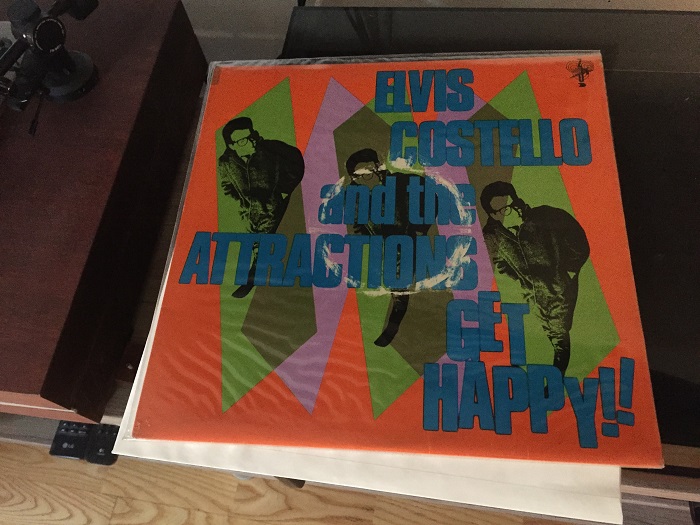 ELVIS
COSTELLO
and the
ATTRACTIONS
GET
HAPPY!!